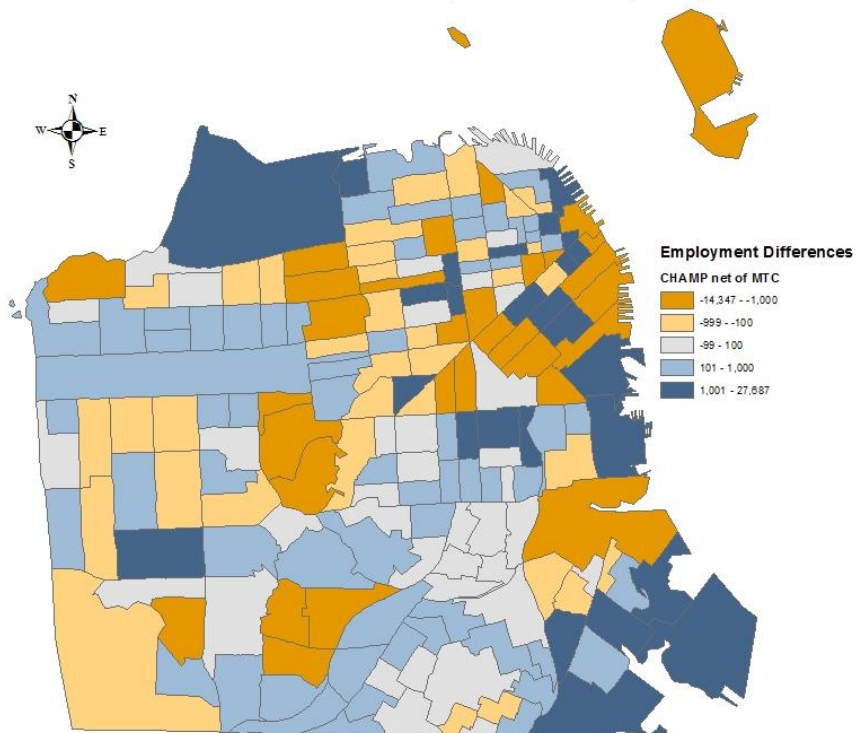 N
W E
S
Employment Differences
CHAMP net of MTC
-14,347 - -1,000
-999 - -100
-99 - 100
101 - 1,000
1,001 - 27,687